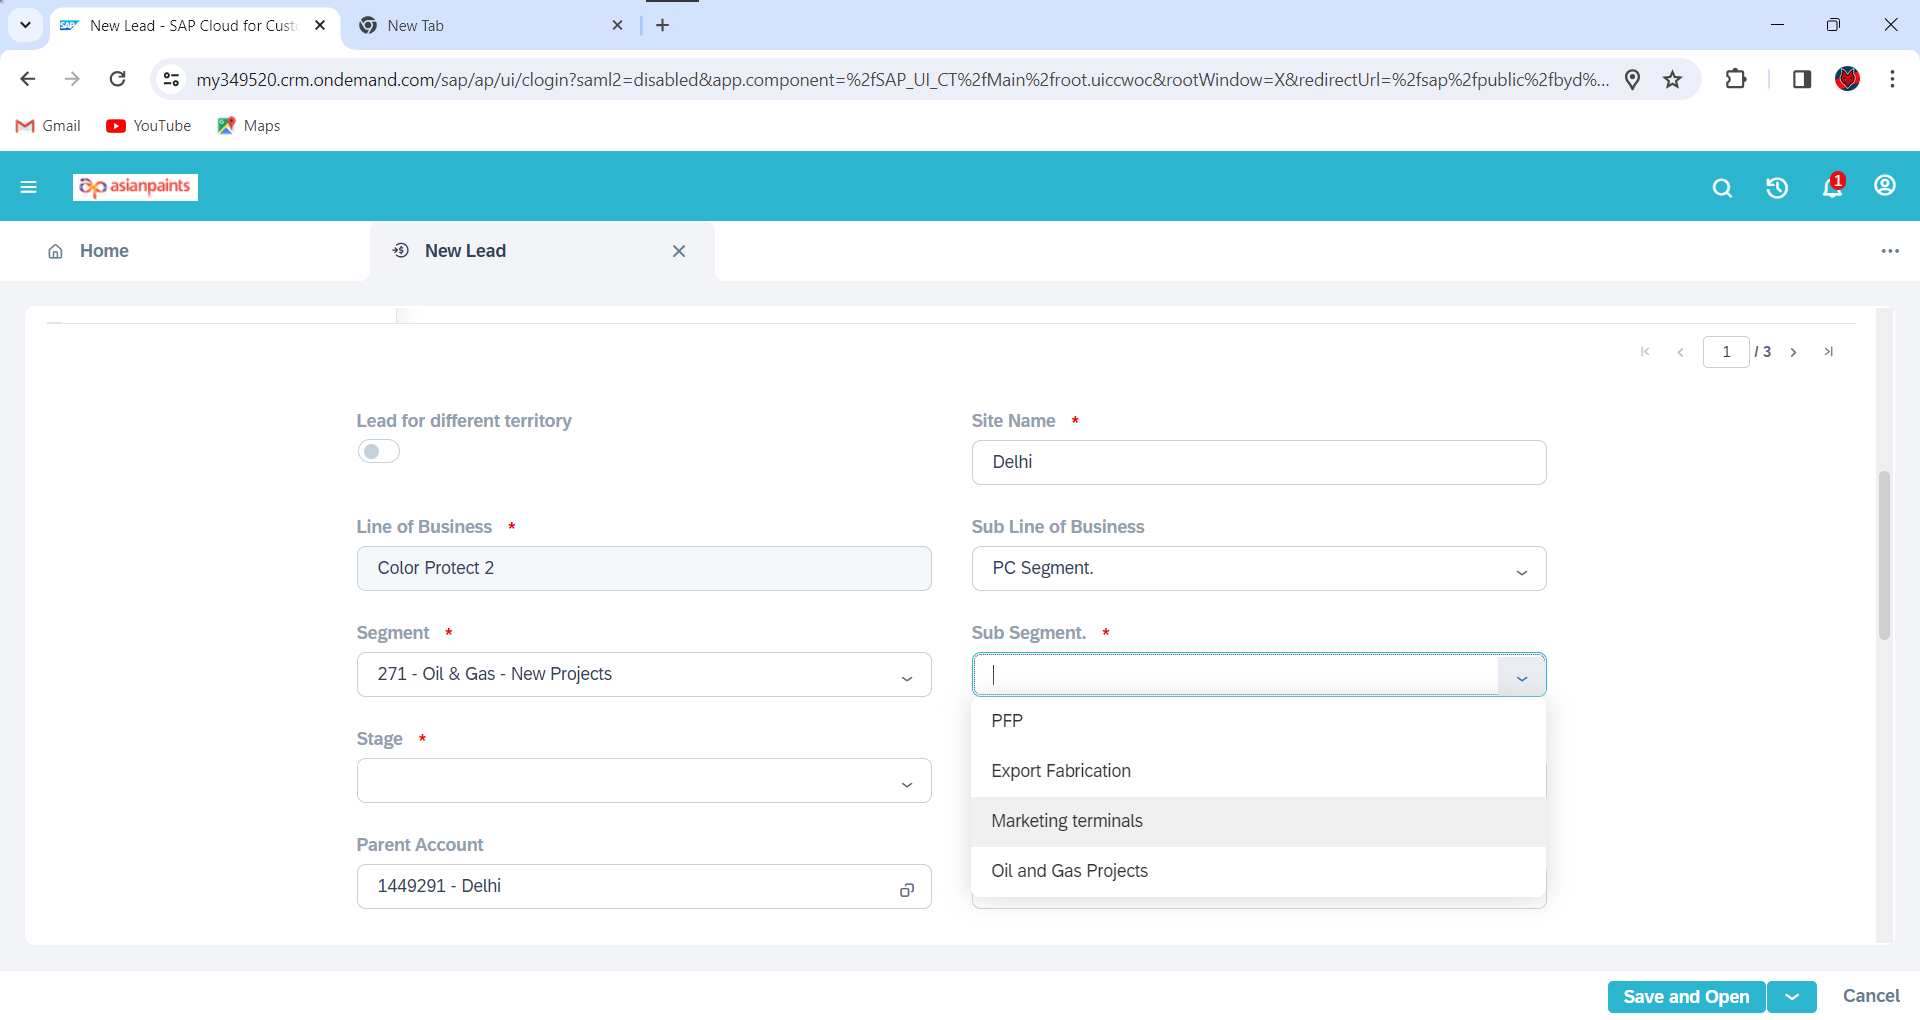 SAP New Lead - SAP Cloud for Cust
New Tab
my349520.crm.ondemand.com/sap/ap/ui/clogin?saml2=disabled&app.component=%2fSAP_UI_CT%2fMain%2froot.uiccwoc&rootWindow=X&redirectUrl=%2fsap%2fpublic%2fbyd%...
Gmail YouTube Maps
asianpaints
1
Home
New Lead
1 / 3
Lead for different territory
Site Name *
Delhi
Line of Business *
Sub Line of Business
Color Protect 2
PC Segment.
Segment *
Sub Segment. *
271 - Oil & Gas - New Projects
PFP
Stage *
Export Fabrication
Marketing terminals
Parent Account
Oil and Gas Projects
1449291 - Delhi
Save and Open
Cancel